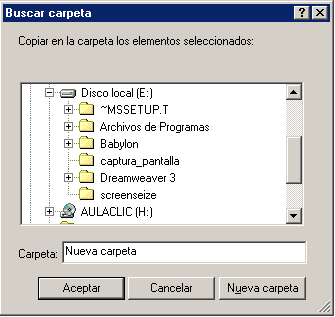 Buscar carpeta
Copiar en la carpeta los elementos seleccionados:
Disco local (E:)
~MSSETUP.T
Archivos de Programas
Babylon
captura_pantalla
Dreamweaver 3
screenseize
AULACLIC (H:)
Carpeta: Nueva carpeta
Aceptar Cancelar Nueva carpeta